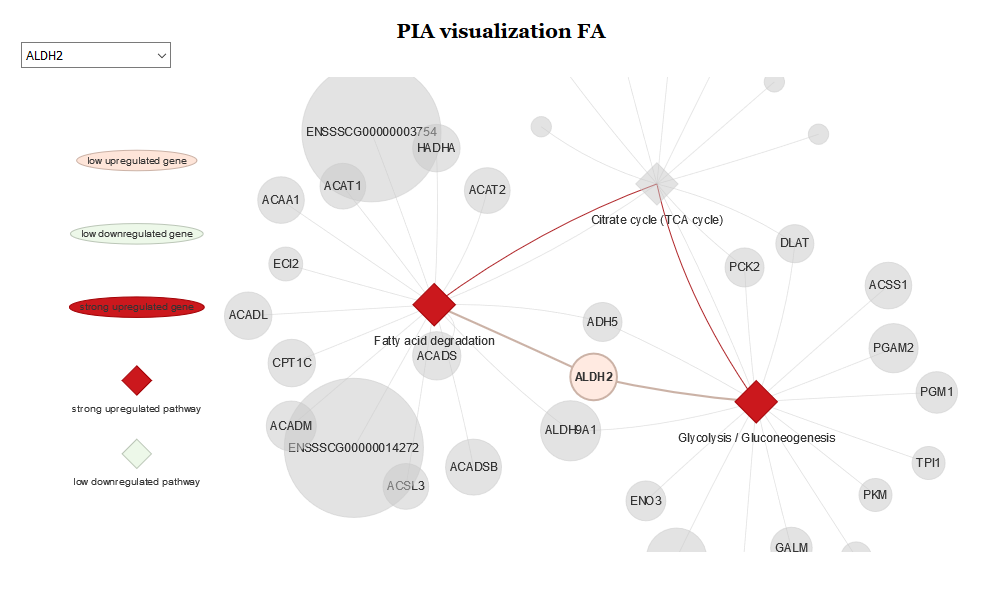 PIA visualization FA
ALDH2
low upregulated gene
low downregulated gene
strong upregulated gene
strong upregulated pathway
low downregulated pathway
ENSSSCG00000003754
HADHA
ACAT1
ACAT2
ACAA1
ECI2
ACADL
CPT1C
Fatty acid degradation
ACADS
ACADM
ENSSSCG00000014272
ACSL3
ACADSB
Citrate cycle (TCA cycle)
DLAT
PCK2
ADH5
ALDH2
ALDH9A1
ACSS1
PGAM2
PGM1
Glycolysis / Gluconeogenesis
TPI1
PKM
ENO3
GALM